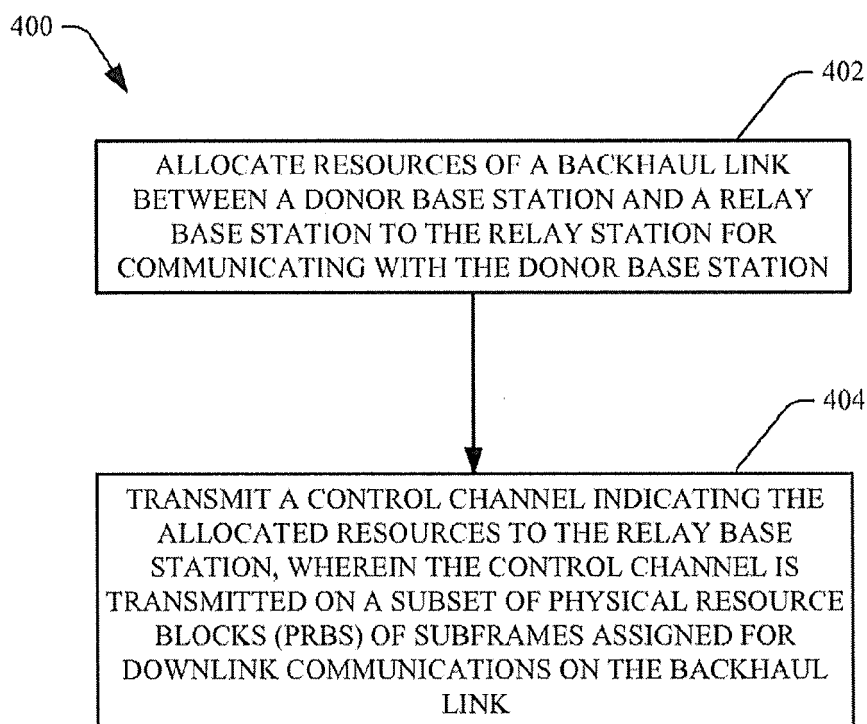 400
402
ALLOCATE RESOURCES OF A BACKHAUL LINK
BETWEEN A DONOR BASE STATION AND A RELAY
BASE STATION TO THE RELAY STATION FOR
COMMUNICATING WITH THE DONOR BASE STATION
404
TRANSMIT A CONTROL CHANNEL INDICATING THE
ALLOCATED RESOURCES TO THE RELAY BASE
STATION, WHEREIN THE CONTROL CHANNEL IS
TRANSMITTED ON A SUBSET OF PHYSICAL RESOURCE
BLOCKS (PRBS) OF SUBFRAMES ASSIGNED FOR
DOWNLINK COMMUNICATIONS ON THE BACKHAUL
LINK